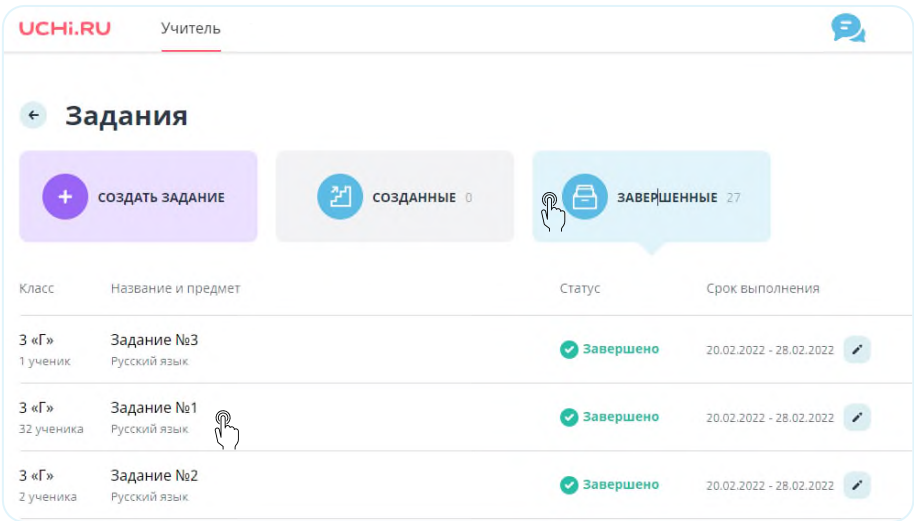 UCHi.RU Учитель
Задания
СОЗДАТЬ ЗАДАНИЕ СОЗДАННЫЕ 0 ЗАВЕРШЕННЫЕ 27
Класс Название и предмет Статус Срок выполнения
3 «Г» Задание №3 Завершено 20.02.2022 - 28.02.2022
1 ученик Русский язык
3 «Г» Задание №1 Завершено 20.02.2022 - 28.02.2022
32 ученика Русский язык
3 «Г» Задание №2 Завершено 20.02.2022 - 28.02.2022
2 ученика Русский язык